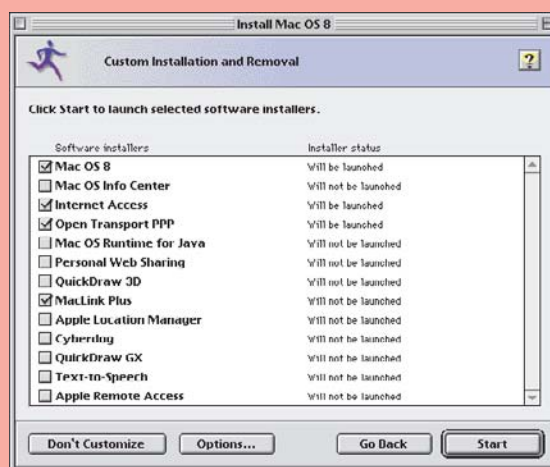 Install Mac OS 8
Custom Installation and Removal
?
Click Start to launch selected software installers.
Software installers Installer status
Mac OS 8 Will be launched
Mac OS Info Center Will not be launched
Internet Access Will be launched
Open Transport PPP Will be launched
Mac OS Runtime for Java Will not be launched
Personal Web Sharing Will not be launched
QuickDraw 3D Will not be launched
MacLink Plus Will be launched
Apple Location Manager Will not be launched
Cyberdog Will not be launched
QuickDraw GX Will not be launched
Text-to-Speech Will not be launched
Apple Remote Access Will not be launched
Don't Customize Options... Go Back Start